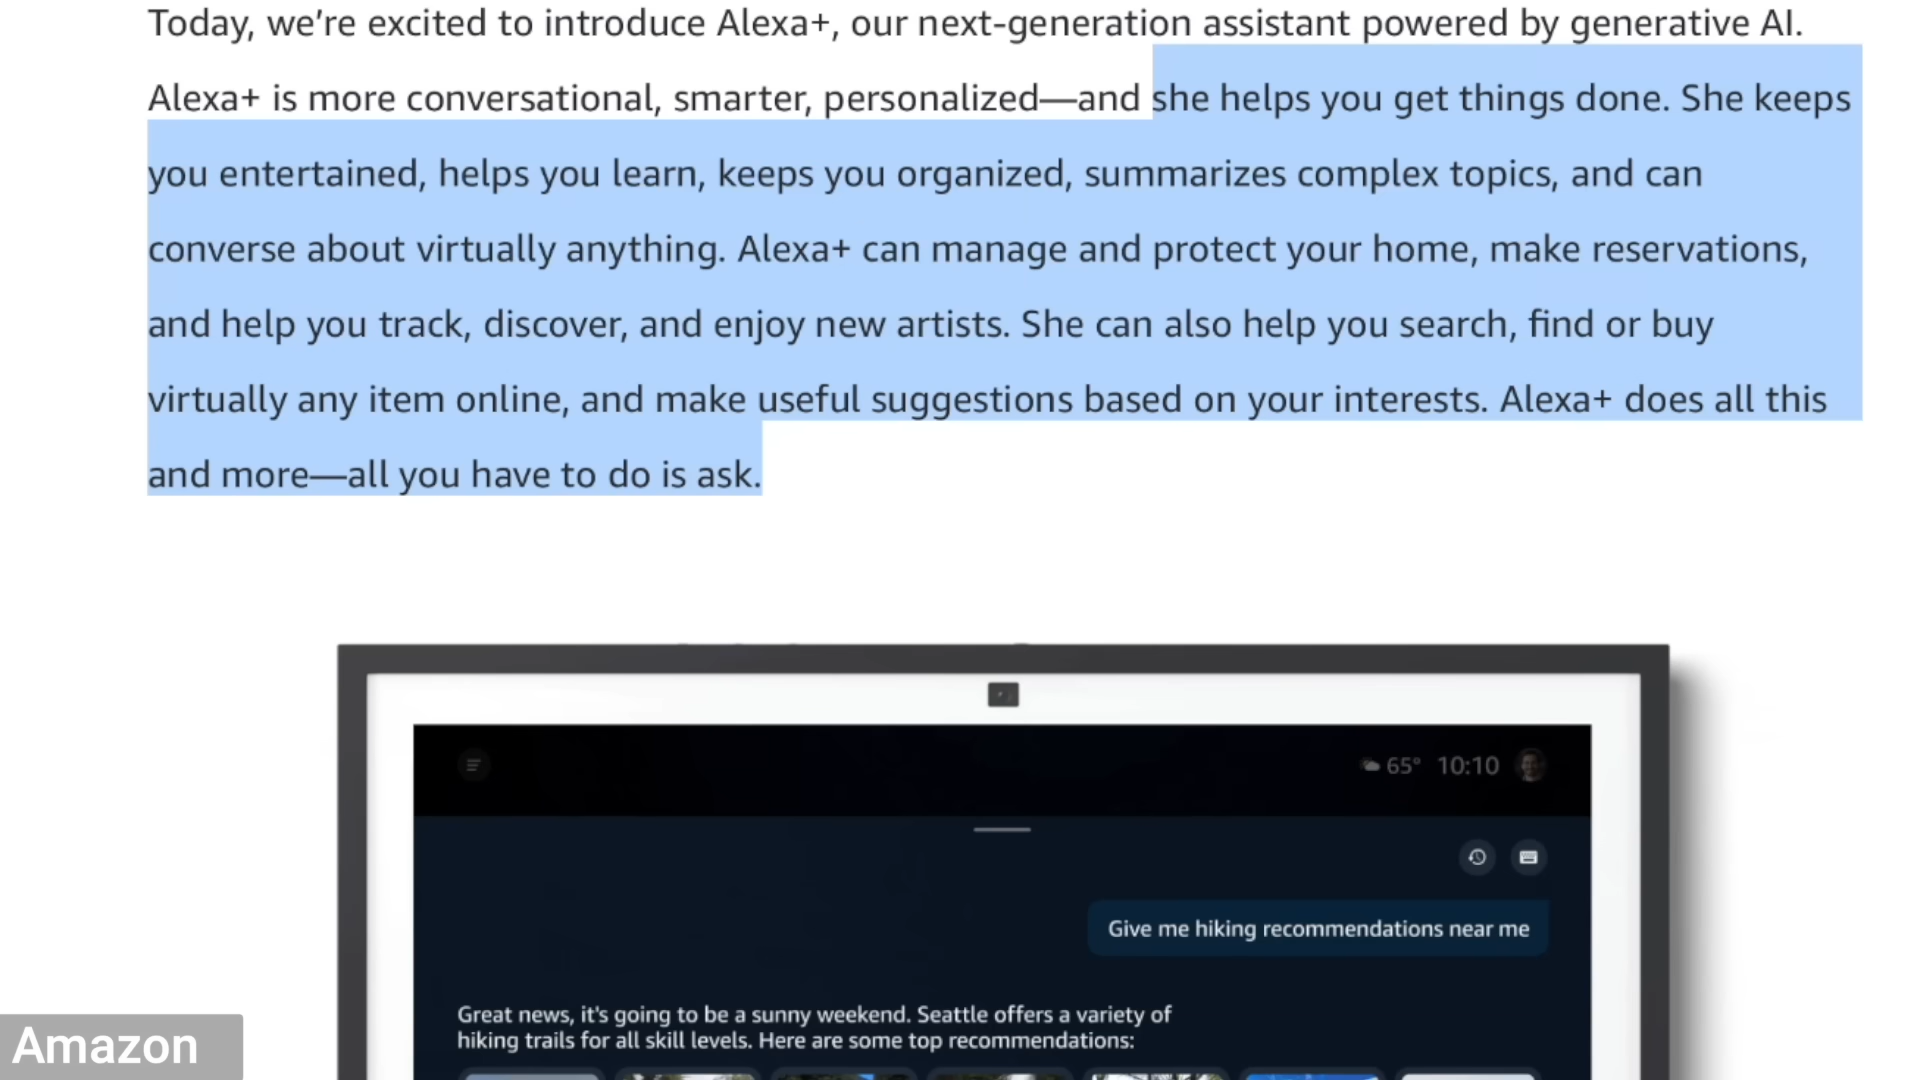 Today, we’re excited to introduce Alexa+, our next-generation assistant powered by generative AI.
Alexa+ is more conversational, smarter, personalized—and she helps you get things done. She keeps
you entertained, helps you learn, keeps you organized, summarizes complex topics, and can
converse about virtually anything. Alexa+ can manage and protect your home, make reservations,
and help you track, discover, and enjoy new artists. She can also help you search, find or buy
virtually any item online, and make useful suggestions based on your interests. Alexa+ does all this
and more—all you have to do is ask.
65° 10:10
Give me hiking recommendations near me
Great news, it's going to be a sunny weekend. Seattle offers a variety of
hiking trails for all skill levels. Here are some top recommendations:
Amazon